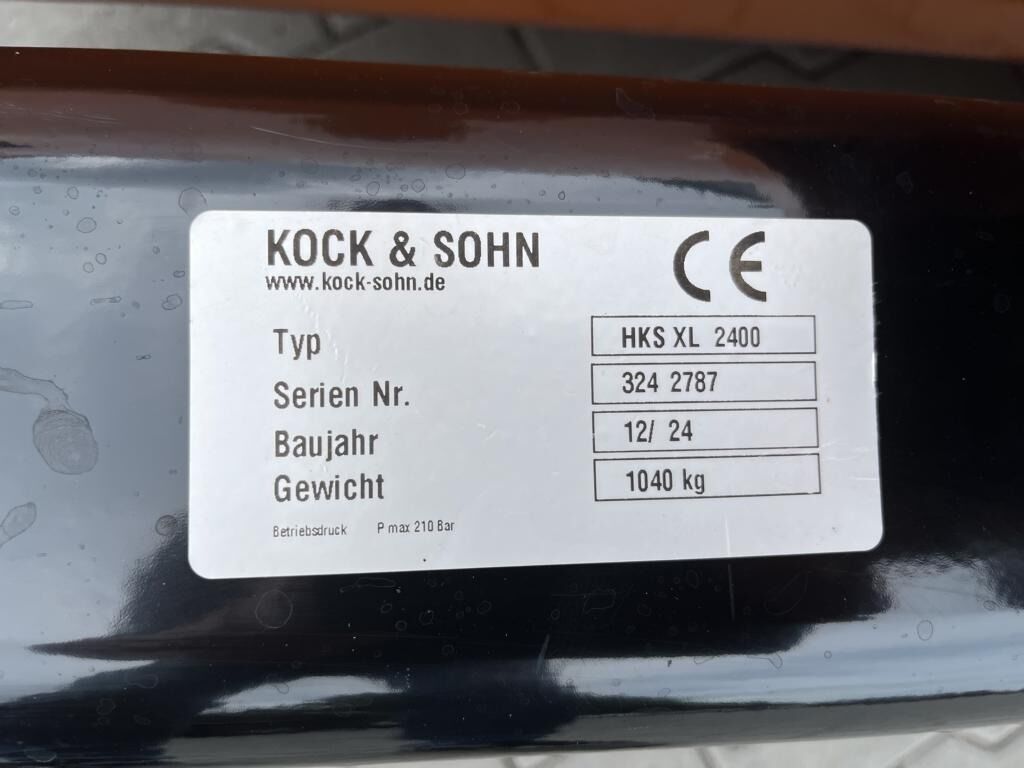 KOCK & SOHN CE
www.kock-sohn.de
Typ HKS XL 2400
Serien Nr. 324 2787
Baujahr 12/ 24
Gewicht 1040 kg
Betriebsdruck P max 210 Bar